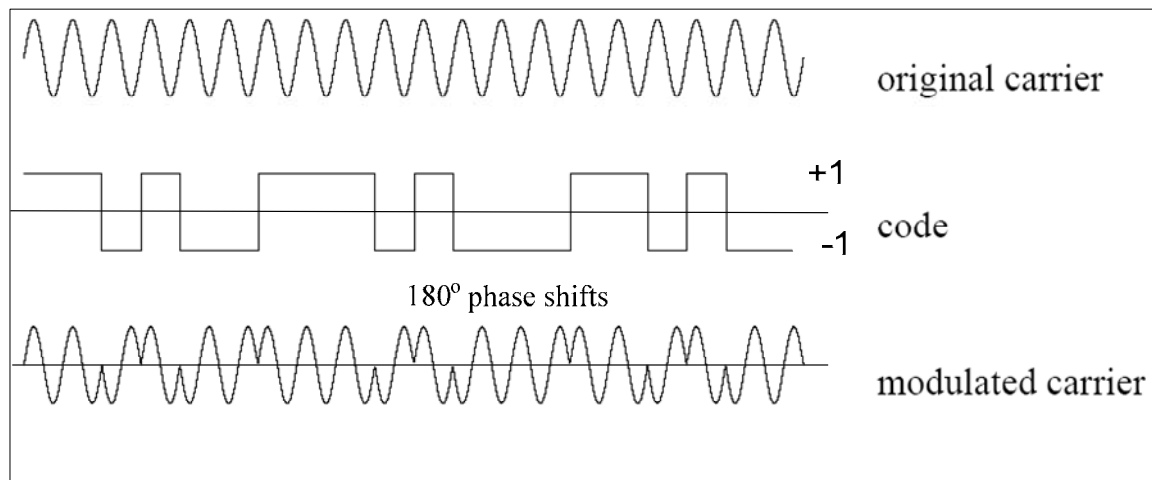 original carrier
+1
code
-1
180° phase shifts
modulated carrier